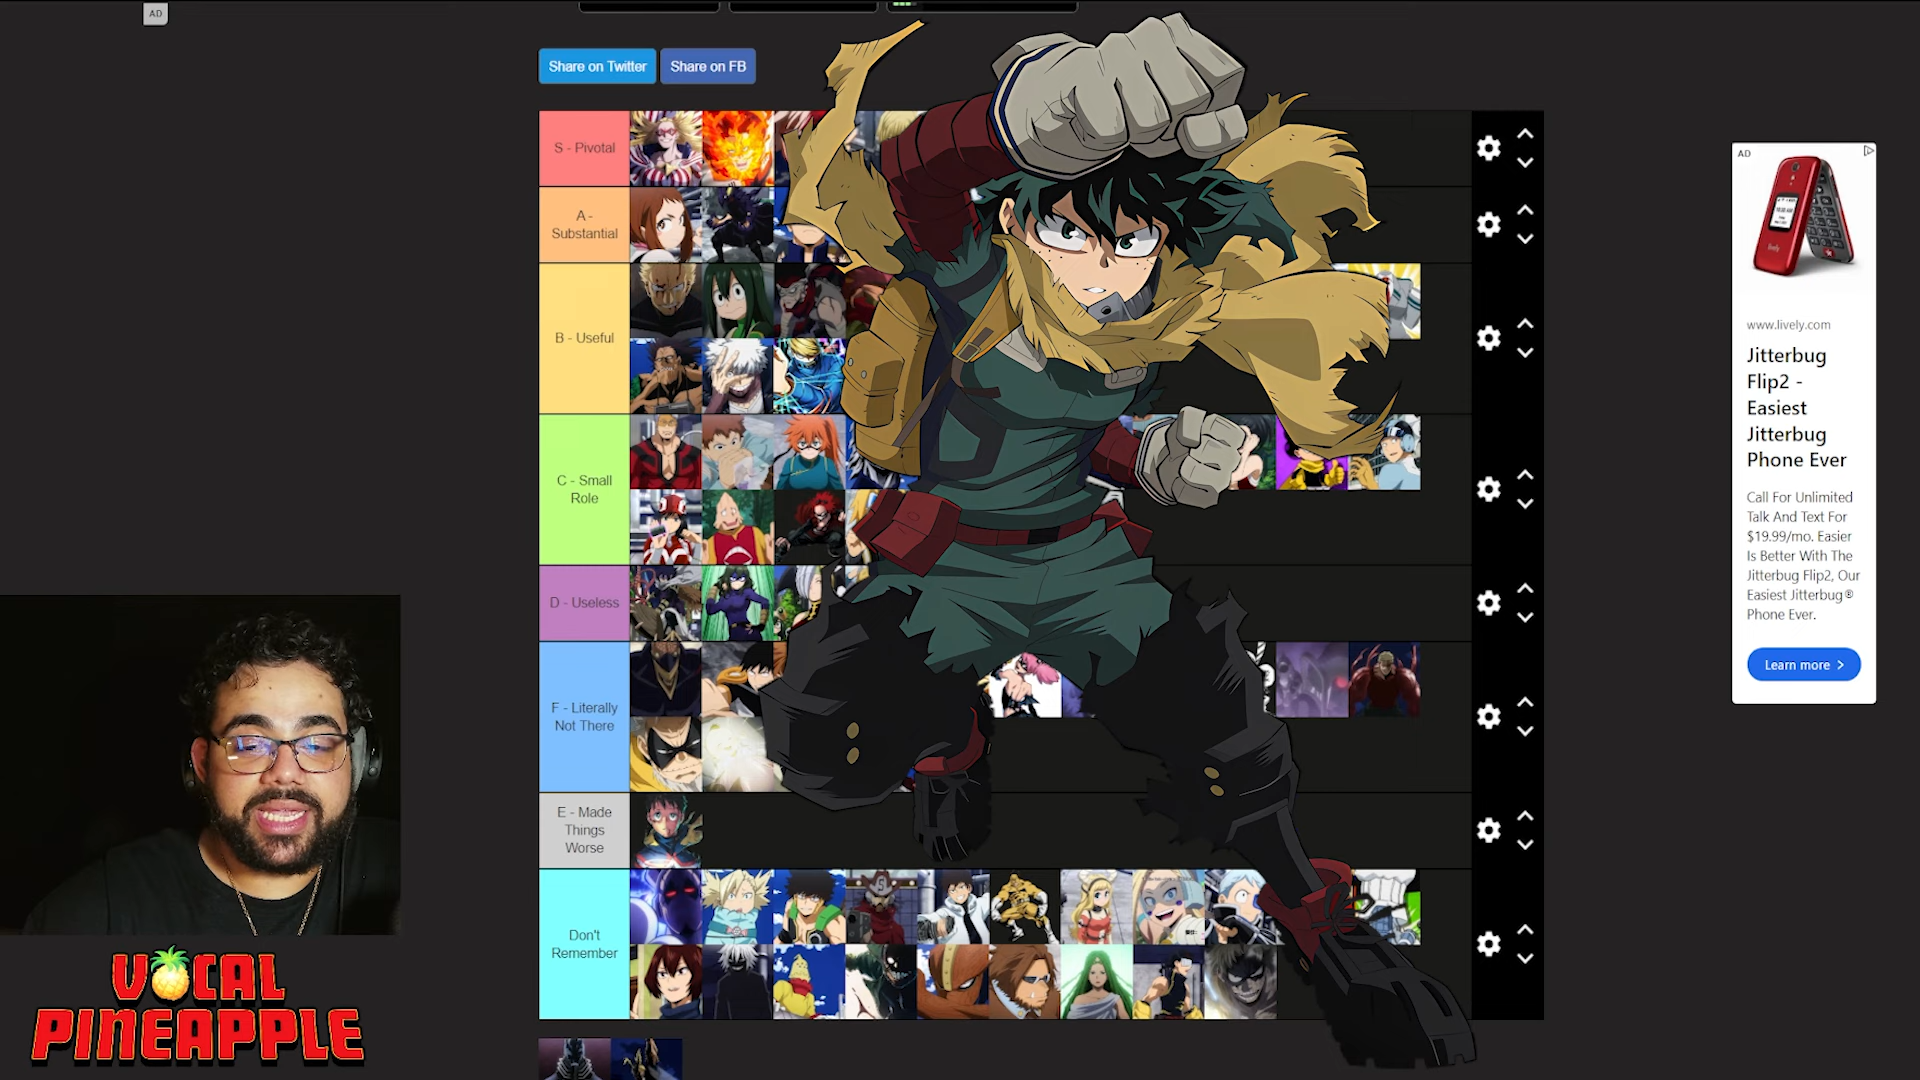 AD
Share on Twitter
Share on FB
S - Pivotal
A -
Substantial
B - Useful
C - Small
Role
D - Useless
F - Literally
Not There
E - Made
Things
Worse
Don't
Remember
AD
www.lively.com
Jitterbug
Flip2 -
Easiest
Jitterbug
Phone Ever
Call For Unlimited
Talk And Text For
$19.99/mo. Easier
Is Better With The
Jitterbug Flip2, Our
Easiest Jitterbug®
Phone Ever.
Learn more >
VOCAL
PINEAPPLE